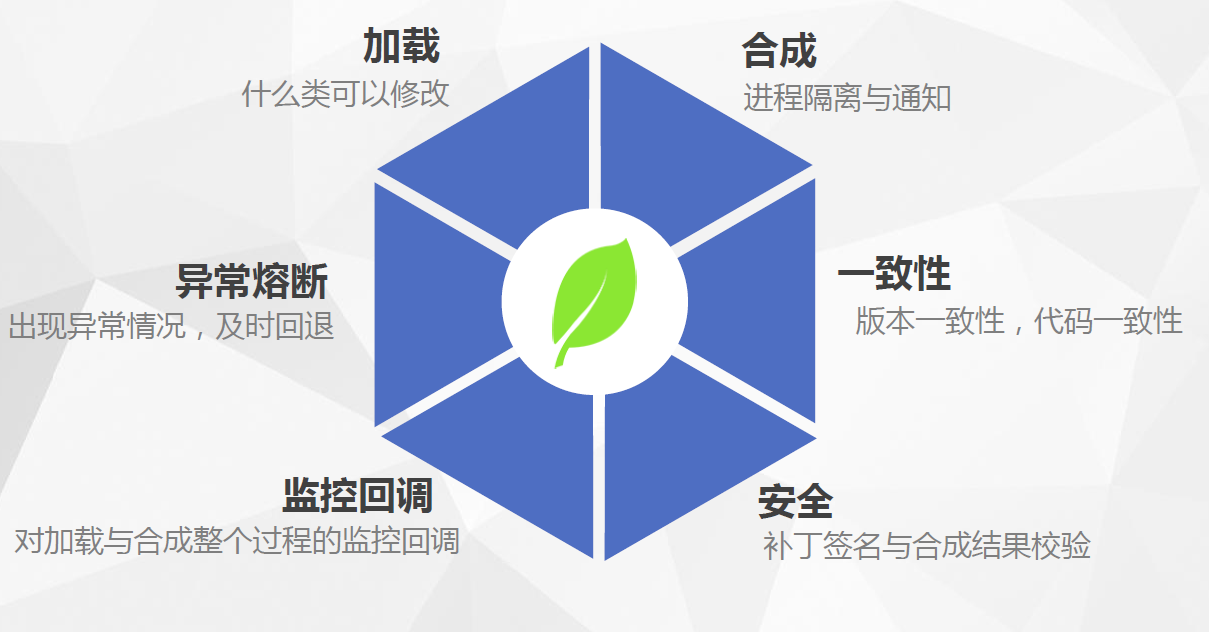 加载
什么类可以修改
合成
进程隔离与通知
异常熔断
出现异常情况，及时回退
一致性
版本一致性，代码一致性
监控回调
对加载与合成整个过程的监控回调
安全
补丁签名与合成结果校验